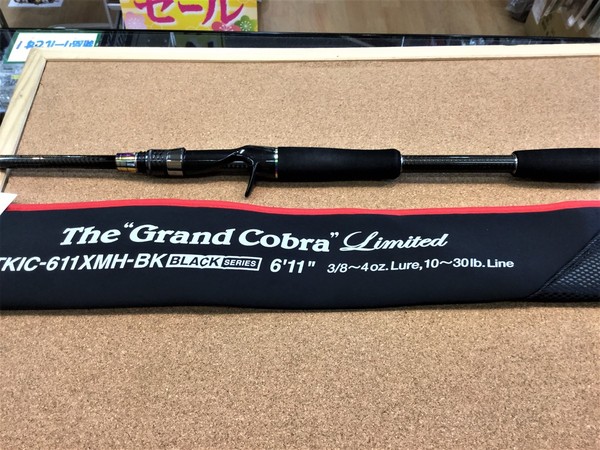 セール
The "Grand Cobra" Limited
TKIC-611XMH-BK BLACK SERIES 6'11" 3/8～4oz. Lure, 10～30lb. Line